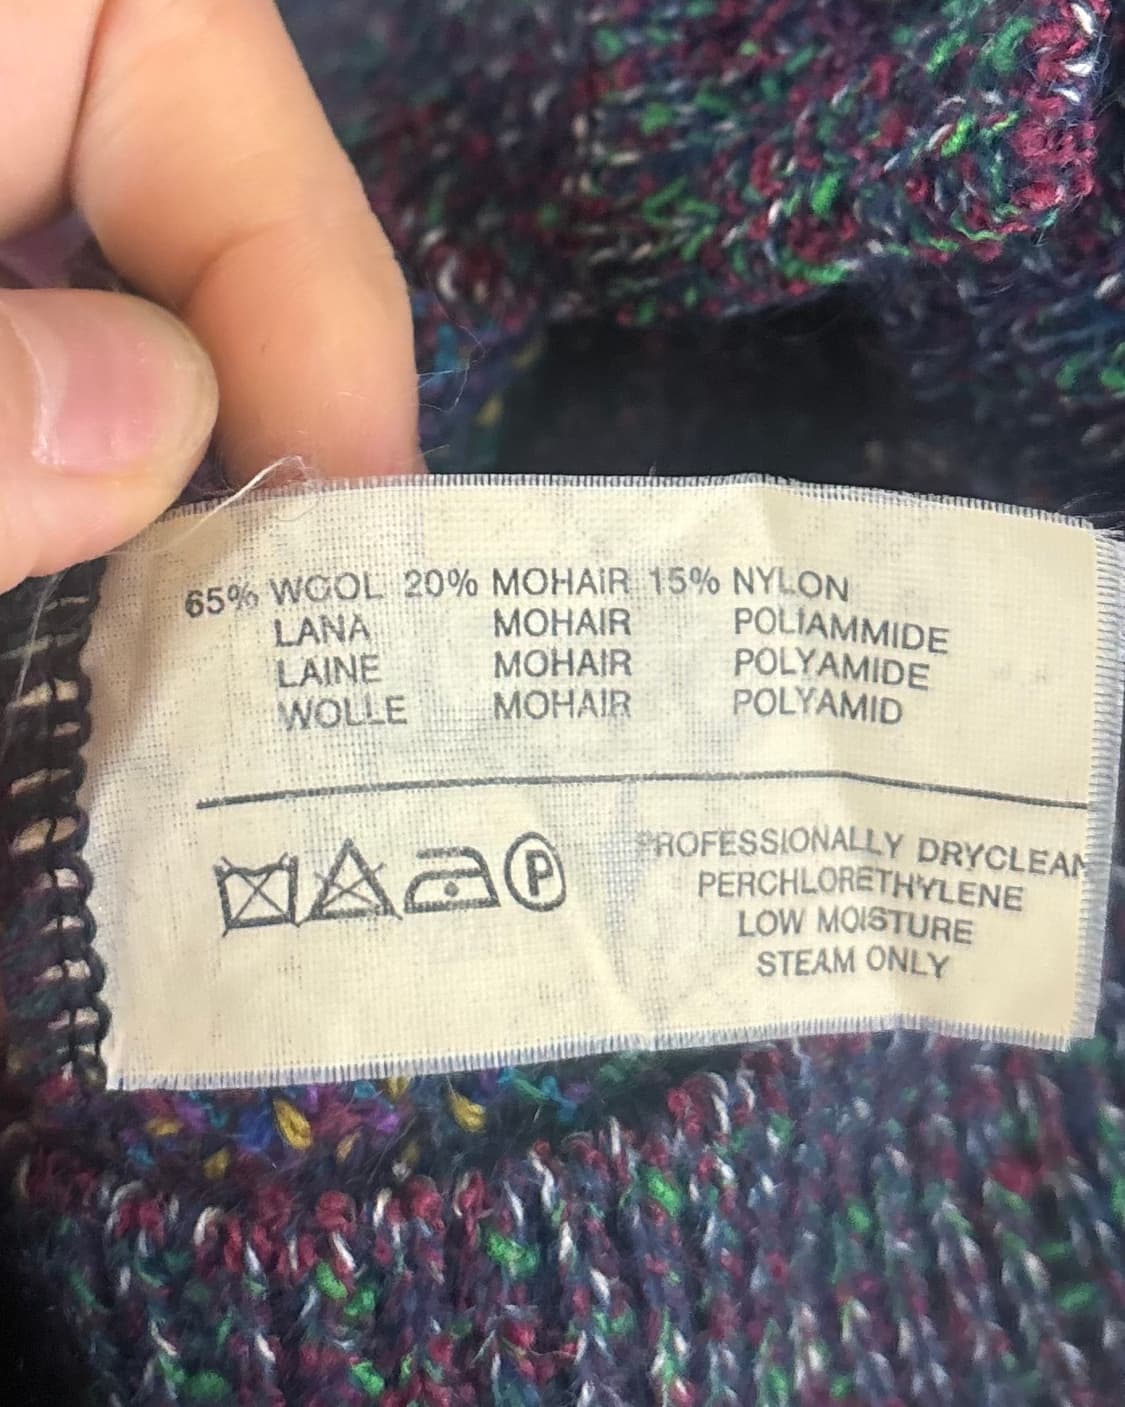 65% WOOL 20% MOHAIR 15% NYLON
LANA MOHAIR POLIAMMIDE
LAINE MOHAIR POLYAMIDE
WOLLE MOHAIR POLYAMID
P
PROFESSIONALLY DRYCLEAN
PERCHLORETHYLENE
LOW MOISTURE
STEAM ONLY